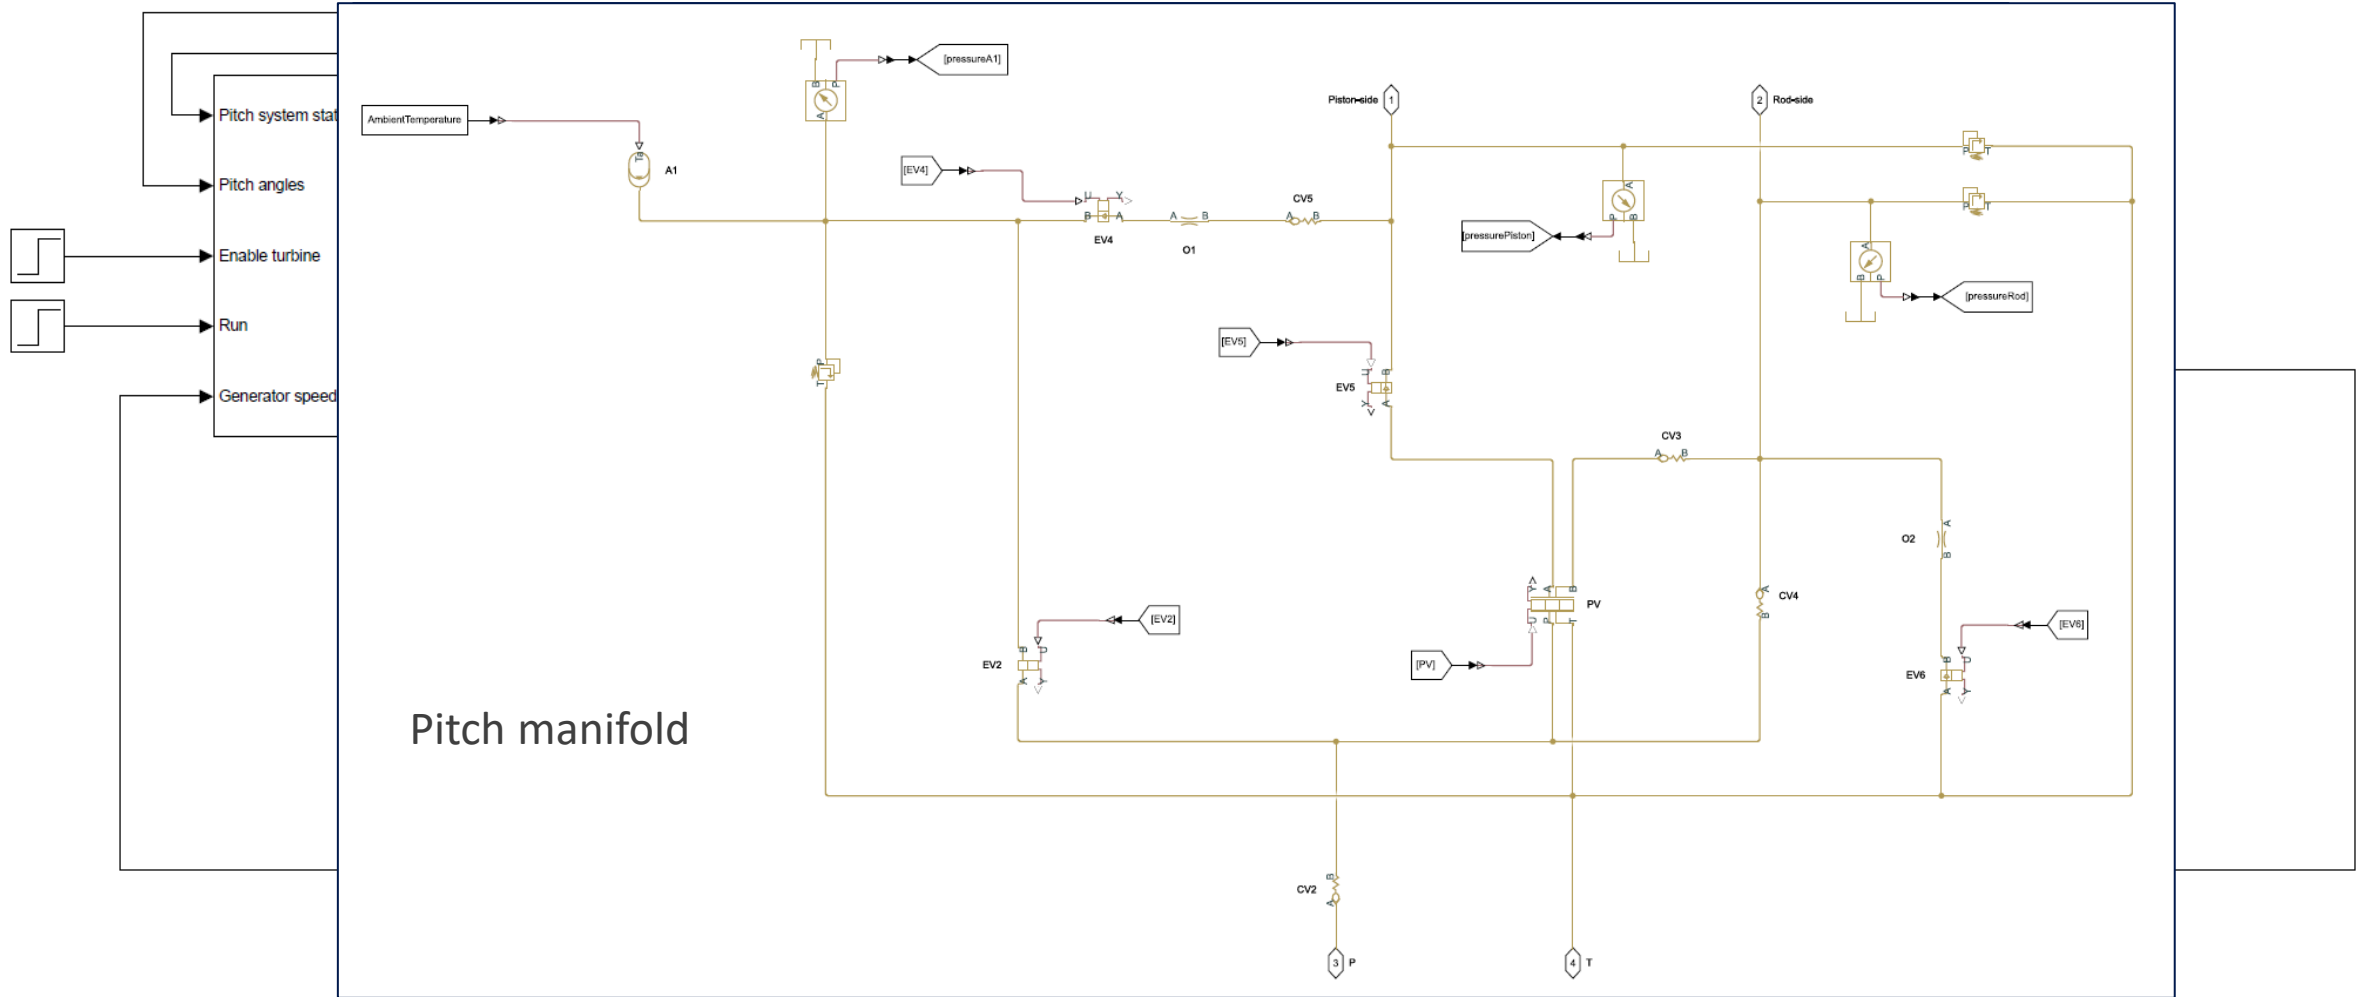 Pitch system stat
Pitch angles
Enable turbine
Run
Generator speed
AmbientTemperature
Ta
A1
B
P
A
[pressureA1]
[EV4]
U
Y
B
A
EV4
A
B
O1
CV5
A
B
Piston-side
1
2
Rod-side
P
T
P
T
A
P
B
[pressurePiston]
A
B
P
[pressureRod]
[EV5]
U
B
EV5
Y
A
P
T
CV3
A
B
A
O2
B
Y
A
B
PV
U
P
T
[PV]
A
CV4
B
[EV6]
B
U
EV6
A
Y
[EV2]
B
U
EV2
A
Y
Pitch manifold
B
CV2
A
3
P
4
T